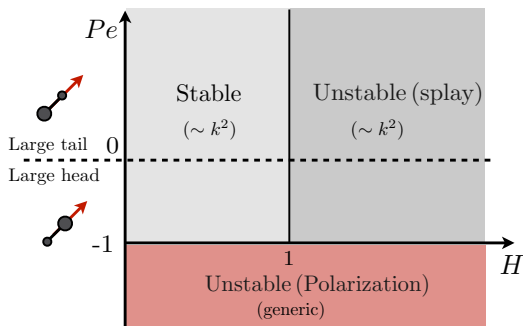 Pe
Stable
Unstable (splay)
(∼ k²)
(∼ k²)
Large tail
0
Large head
-1
1
H
Unstable (Polarization)
(generic)